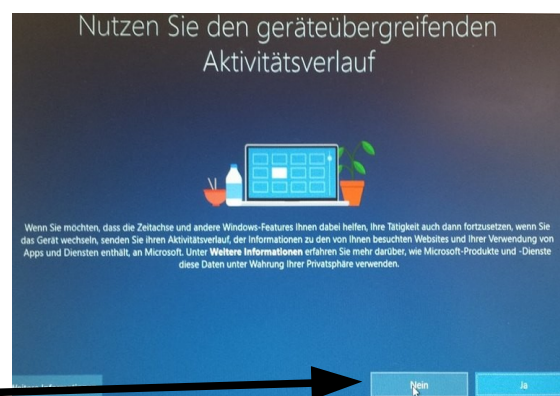 Nutzen Sie den geräteübergreifenden
Aktivitätsverlauf
Wenn Sie möchten, dass die Zeitachse und andere Windows-Features Ihnen dabei helfen, Ihre Tätigkeit auch dann fortzusetzen, wenn Sie
das Gerät wechseln, senden Sie ihren Aktivitätsverlauf, der Informationen zu den von Ihnen besuchten Websites und Ihrer Verwendung von
Apps und Diensten enthält, an Microsoft. Unter Weitere Informationen erfahren Sie mehr darüber, wie Microsoft-Produkte und -Dienste
diese Daten unter Wahrung Ihrer Privatsphäre verwenden.
Nein
Ja